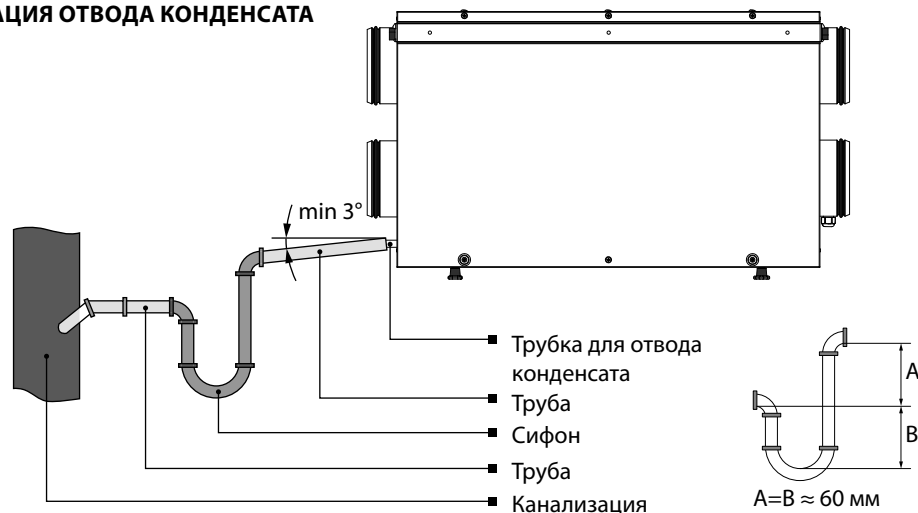 АЦИЯ ОТВОДА КОНДЕНСАТА
min 3°
Трубка для отвода
конденсата
Труба
Сифон
Труба
Канализация
A
B
A=B ≈ 60 мм